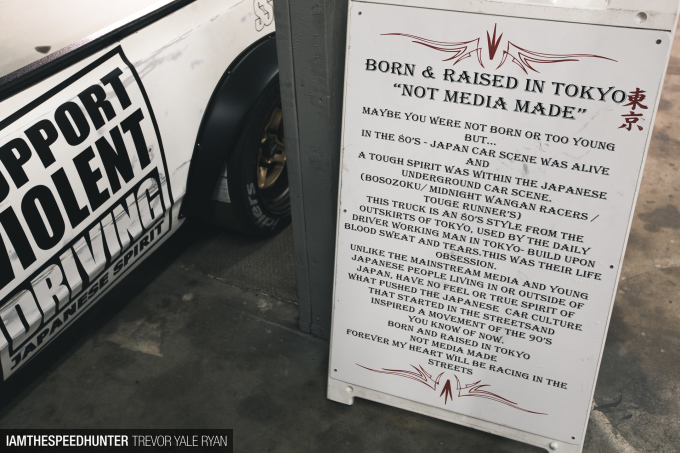 SUPPORT
VIOLENT
DRIVING
JAPANESE SPIRIT
BORN & RAISED IN TOKYO
東京
"NOT MEDIA MADE"
MAYBE YOU WERE NOT BORN OR TOO YOUNG
BUT...
IN THE 80'S - JAPAN CAR SCENE WAS ALIVE
AND
A TOUGH SPIRIT WAS WITHIN THE JAPANESE
UNDERGROUND CAR SCENE.
(BOSOZOKU/ MIDNIGHT WANGAN RACERS /
TOUGE RUNNER'S)
THIS TRUCK IS AN 80'S STYLE FROM THE
OUTSKIRTS OF TOKYO, USED BY THE DAILY
DRIVER WORKING MAN IN TOKYO- BUILD UPON
BLOOD SWEAT AND TEARS.THIS WAS THEIR LIFE
OBSESSION.
UNLIKE THE MAINSTREAM MEDIA AND YOUNG
JAPANESE PEOPLE LIVING IN OR OUTSIDE OF
JAPAN, HAVE NO FEEL OR TRUE SPIRIT OF
WHAT PUSHED THE JAPANESE CAR CULTURE
THAT STARTED IN THE STREETSAND
INSPIRED A MOVEMENT OF THE 90'S
YOU KNOW OF NOW.
BORN AND RAISED IN TOKYO
NOT MEDIA MADE
FOREVER MY HEART WILL BE RACING IN THE
STREETS
IAMTHESPEEDHUNTER TREVOR YALE RYAN